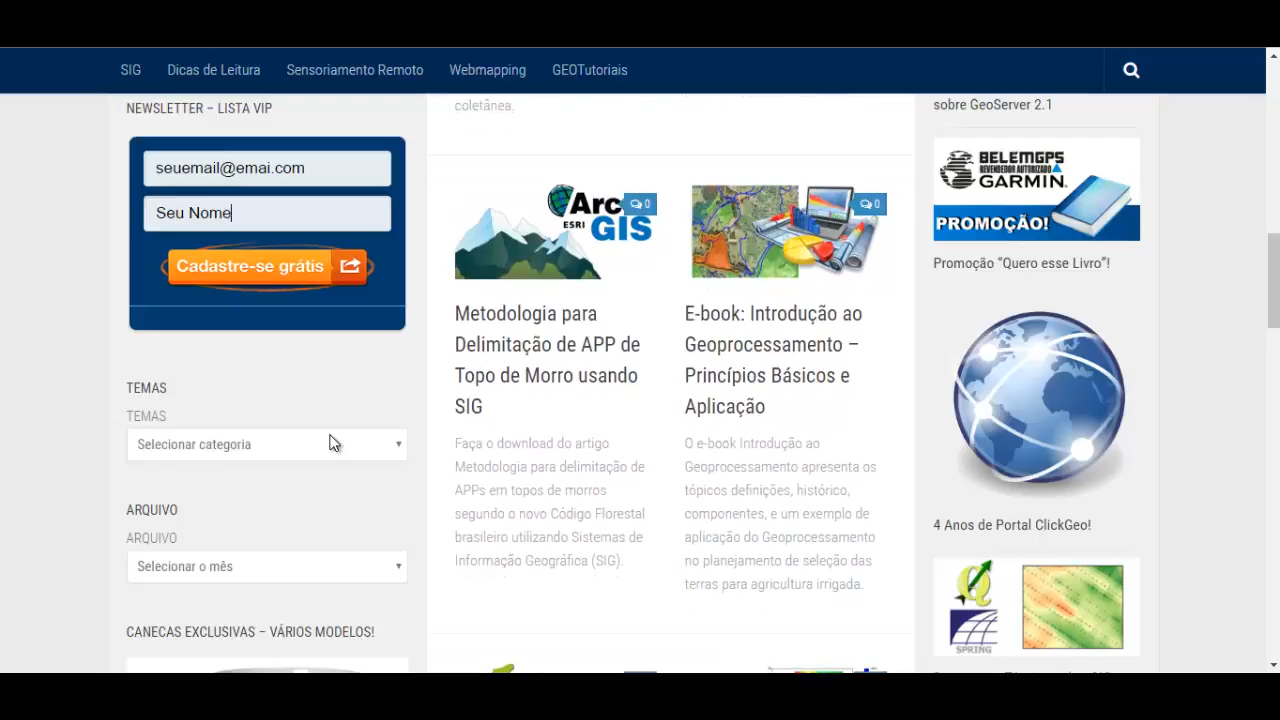 SIG Dicas de Leitura Sensoriamento Remoto Webmapping GEOTutoriais
NEWSLETTER – LISTA VIP
seuemail@emai.com
Seu Nome
Cadastre-se grátis
TEMAS
TEMAS
Selecionar categoria
ARQUIVO
ARQUIVO
Selecionar o mês
CANECAS EXCLUSIVAS – VÁRIOS MODELOS!
coletânea.
Arc
ESRI GIS
0
Metodologia para
Delimitação de APP de
Topo de Morro usando
SIG
Faça o download do artigo
Metodologia para delimitação de
APPs em topos de morros
segundo o novo Código Florestal
brasileiro utilizando Sistemas de
Informação Geográfica (SIG).
0
E-book: Introdução ao
Geoprocessamento –
Princípios Básicos e
Aplicação
O e-book Introdução ao
Geoprocessamento apresenta os
tópicos definições, histórico,
componentes, e um exemplo de
aplicação do Geoprocessamento
no planejamento de seleção das
terras para agricultura irrigada.
sobre GeoServer 2.1
BELEMGPS
REVENDEDOR AUTORIZADO
GARMIN
PROMOÇÃO!
Promoção “Quero esse Livro”!
4 Anos de Portal ClickGeo!
SPRING